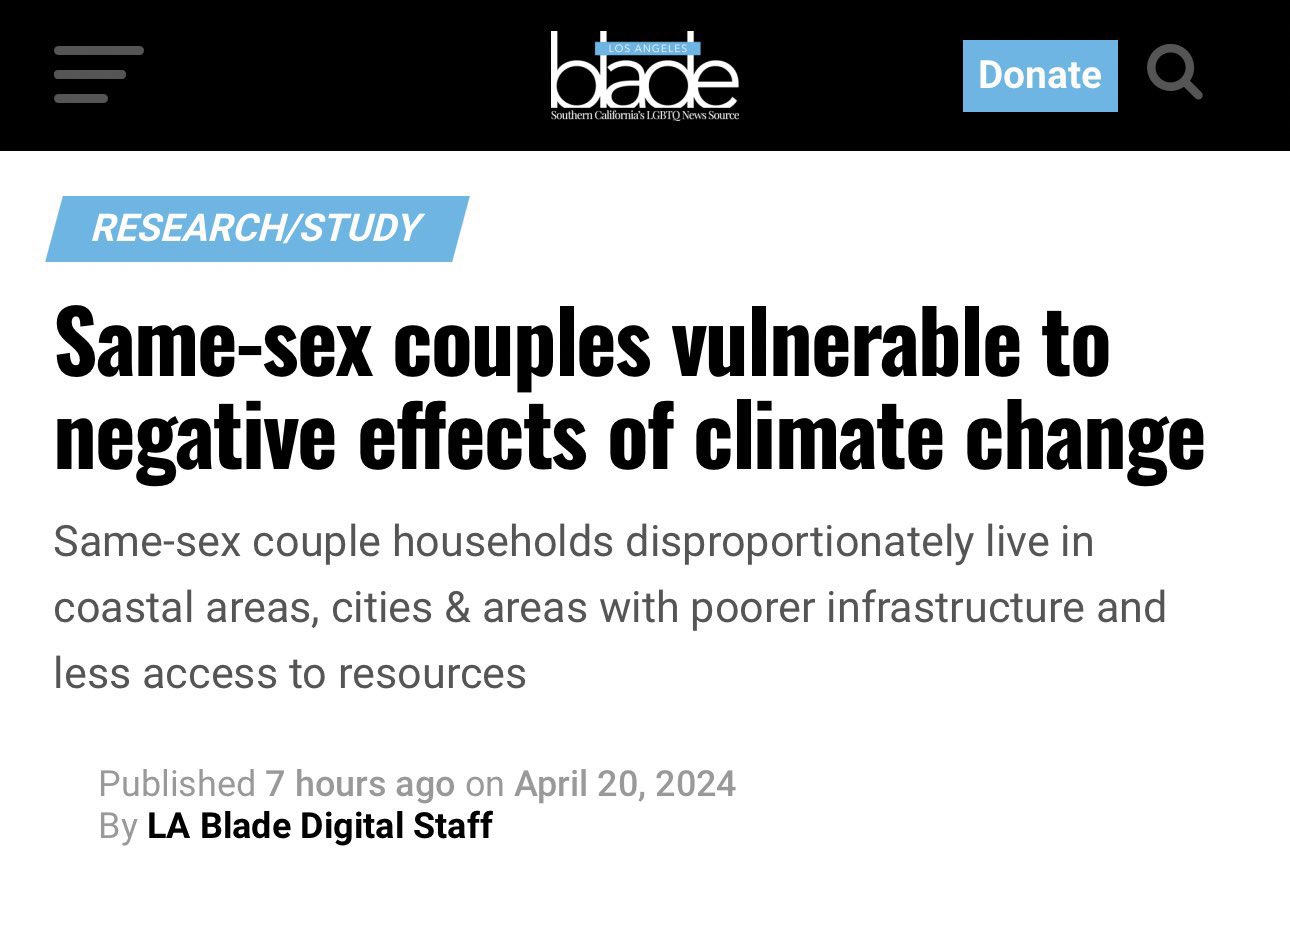 LOS ANGELES
blade
Southern California's LGBTQ News Source
Donate
RESEARCH/STUDY
Same-sex couples vulnerable to
negative effects of climate change
Same-sex couple households disproportionately live in
coastal areas, cities & areas with poorer infrastructure and
less access to resources
Published 7 hours ago on April 20, 2024
By LA Blade Digital Staff